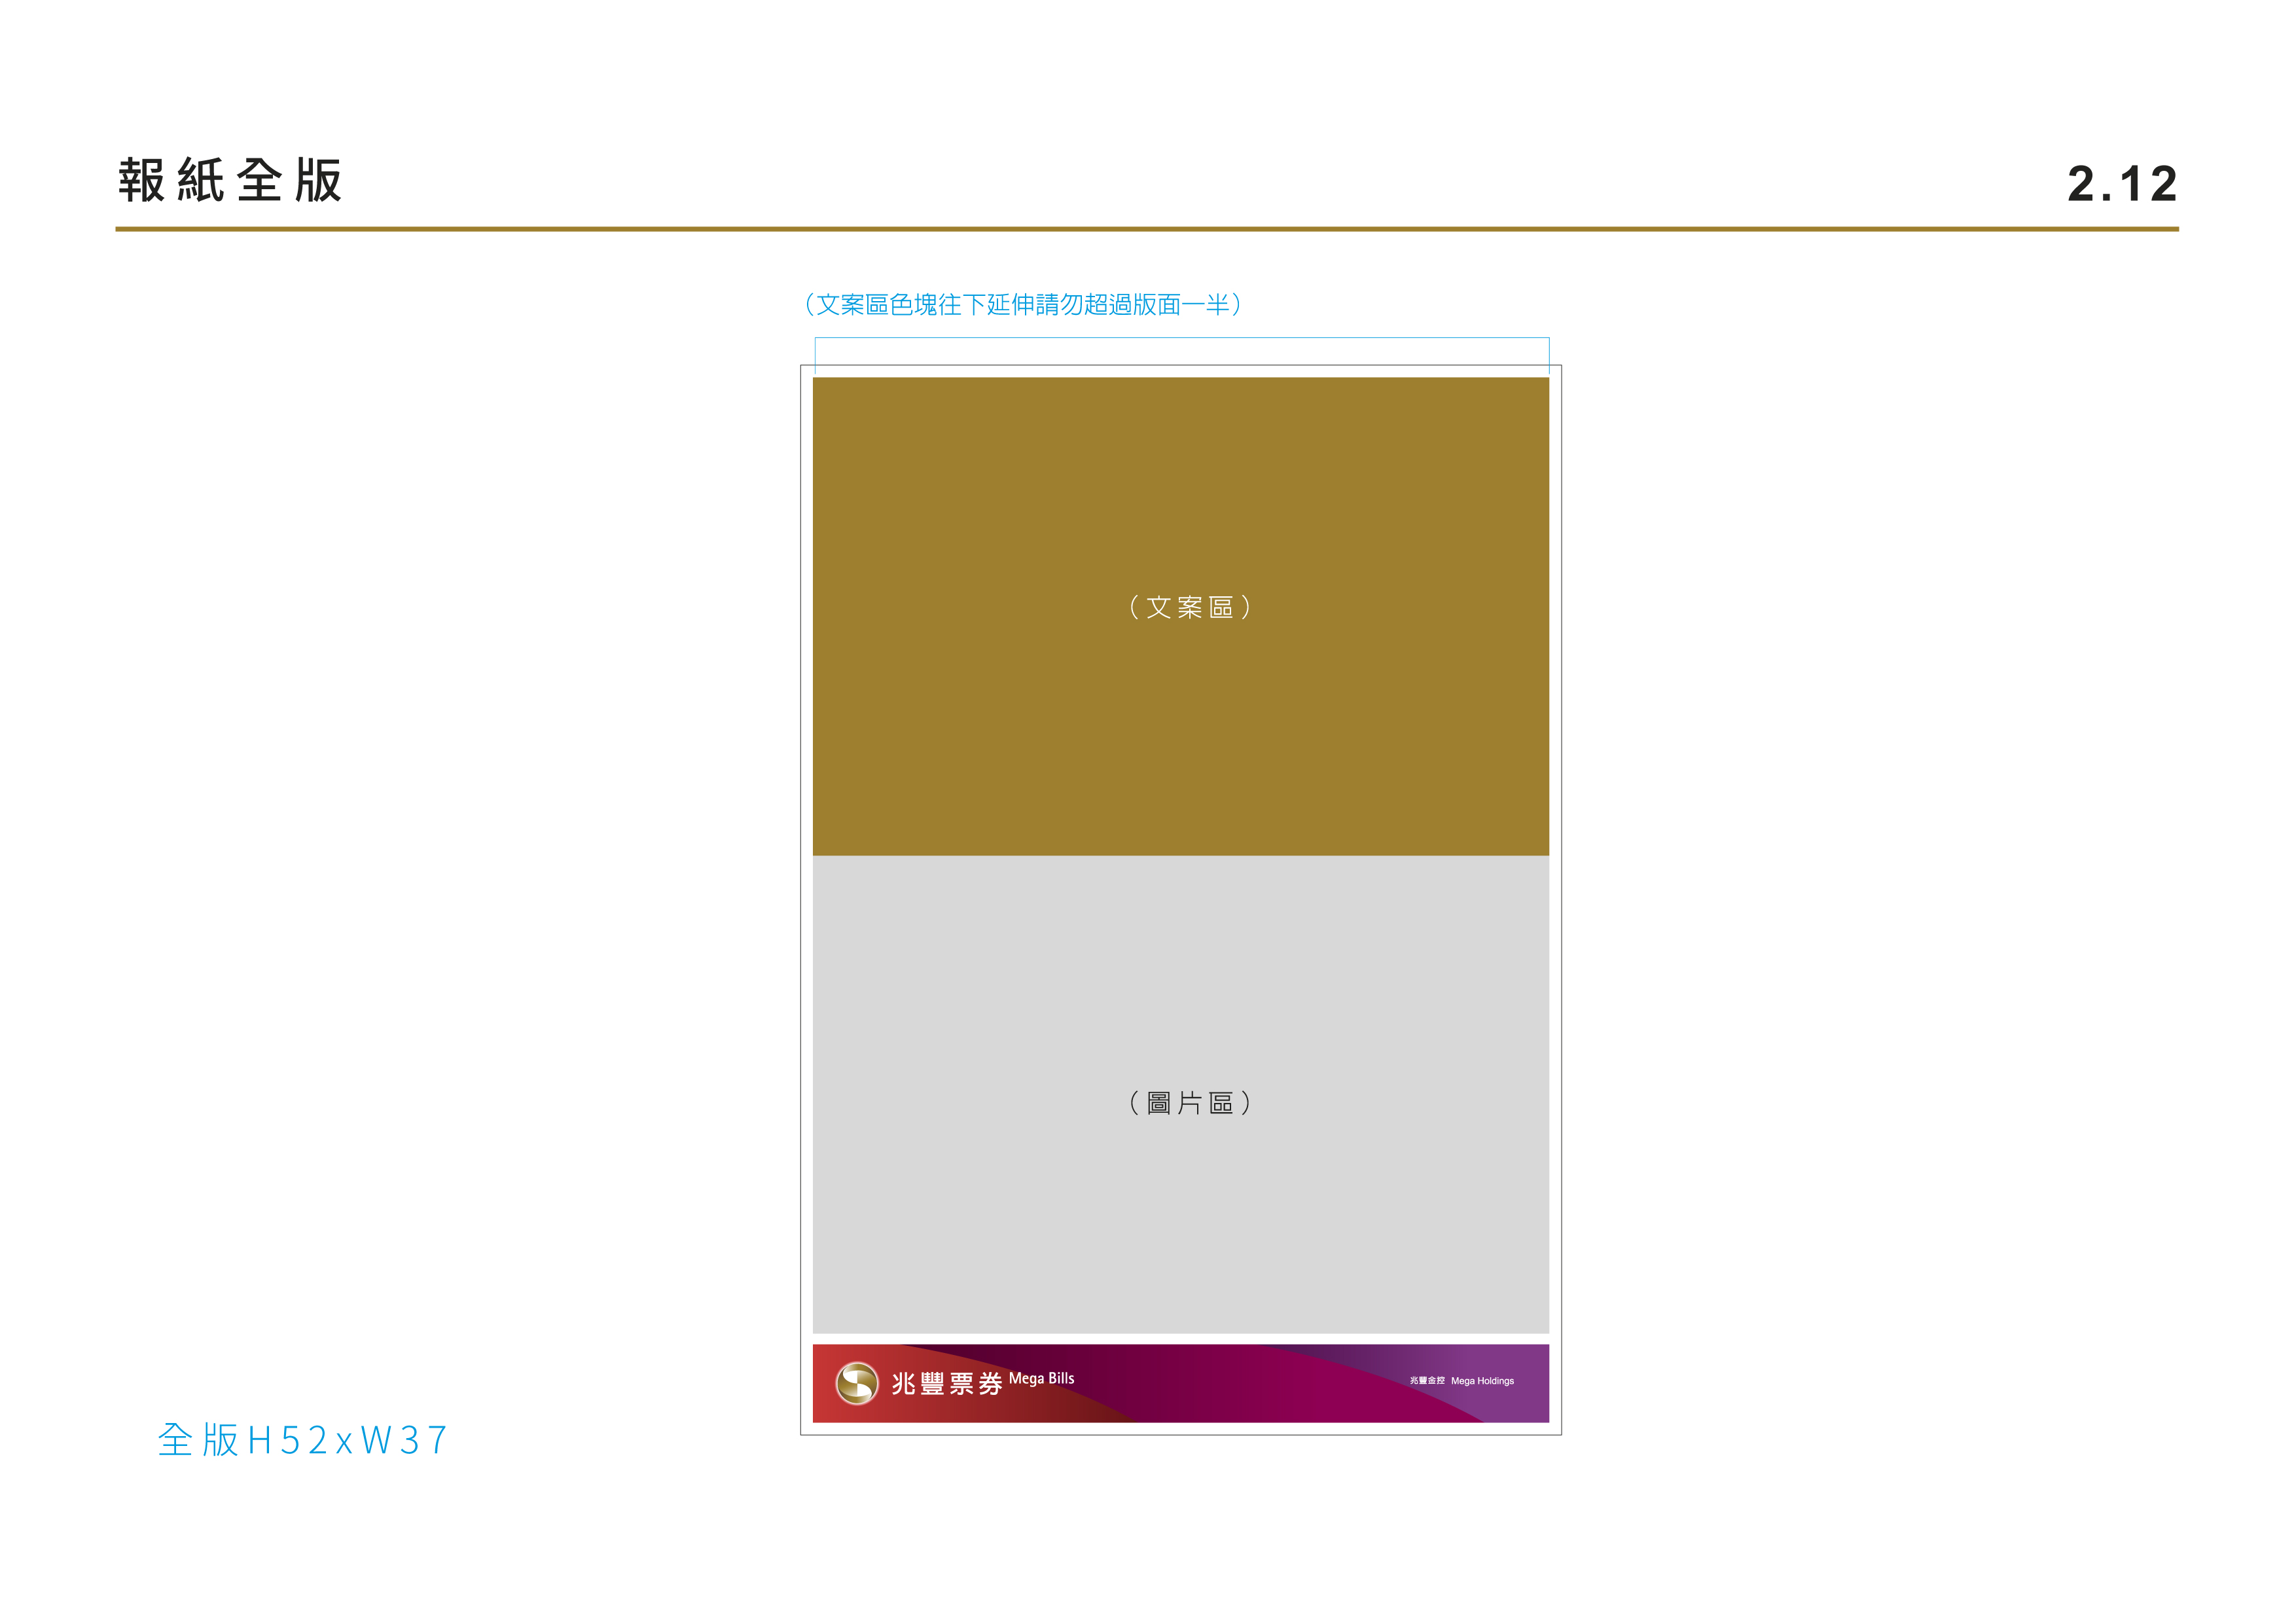 報紙全版
2.12
（文案區色塊往下延伸請勿超過版面一半）
（文案區）
（圖片區）
兆豐票券 Mega Bills
兆豐金控 Mega Holdings
全版H52xW37